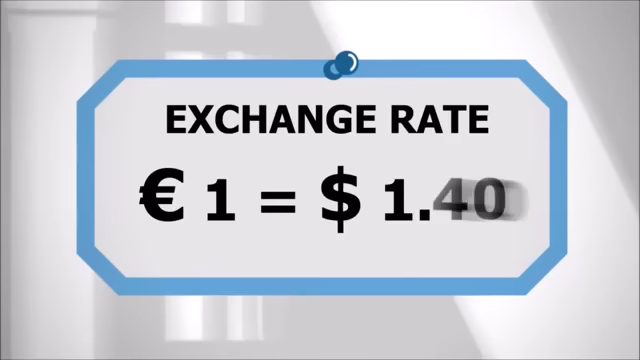 EXCHANGE RATE
€ 1 = $ 1.40